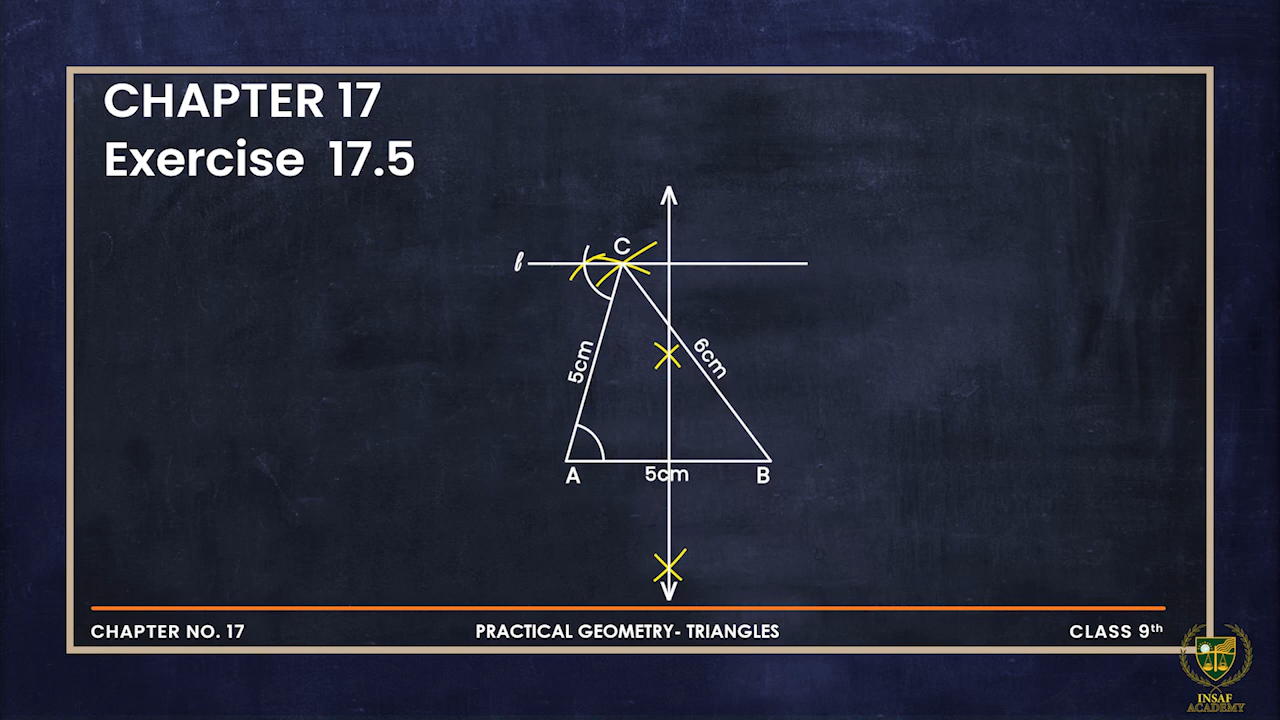 CHAPTER 17
Exercise 17.5
C
ℓ
5cm
6cm
A
5cm
B
CHAPTER NO. 17
PRACTICAL GEOMETRY- TRIANGLES
CLASS 9th
INSAF
ACADEMY